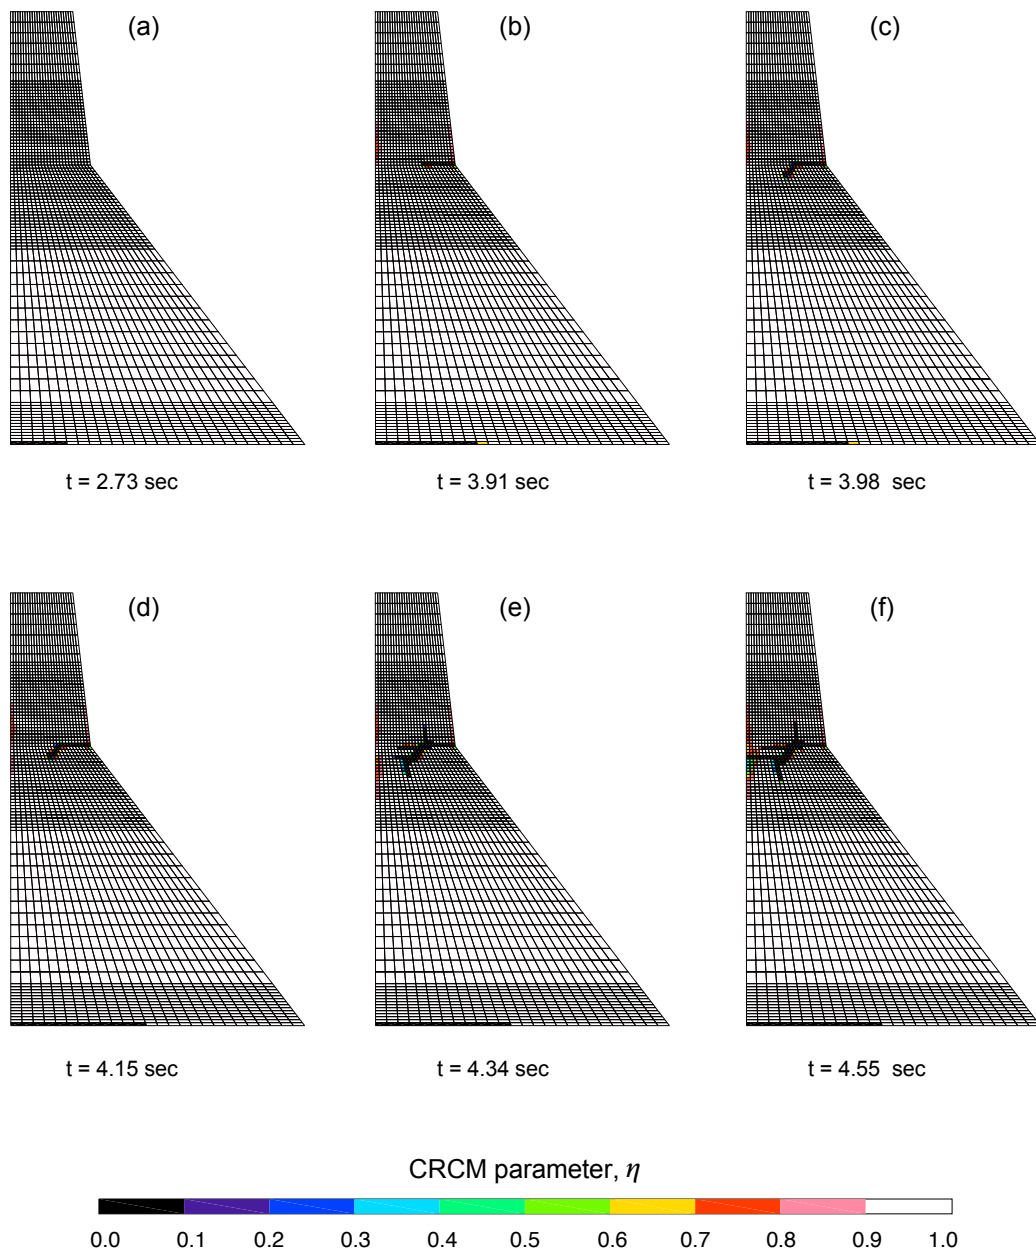 (a) (b) (c)
t = 2.73 sec t = 3.91 sec t = 3.98 sec
(d) (e) (f)
t = 4.15 sec t = 4.34 sec t = 4.55 sec
CRCM parameter, η
0.0 0.1 0.2 0.3 0.4 0.5 0.6 0.7 0.8 0.9 1.0